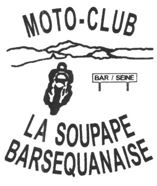 MOTO-CLUB
BAR / SEINE
LA SOUPAPE
BARSEQUANAISE